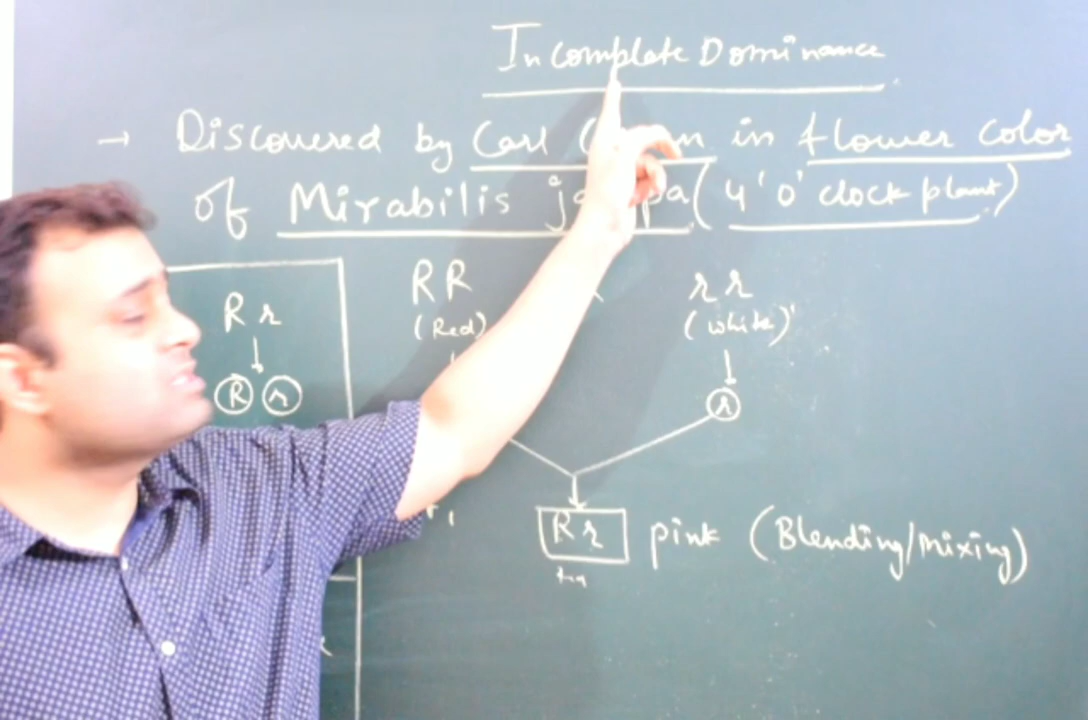 Incomplete Dominance
→ Discovered by Carl in flower color
of Mirabilis (4'0'clock plant)
Rr RR rr
(Red) (white)
R r r
Rr pink (Blending/mixing)